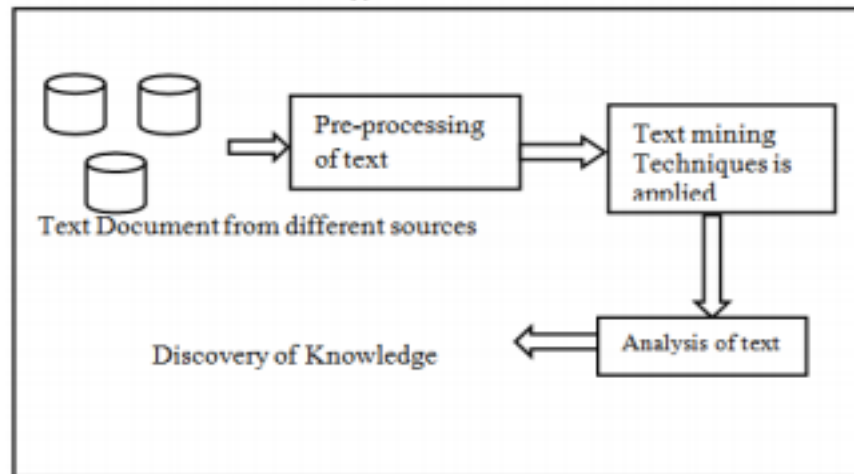 Pre-processing
of text
Text mining
Techniques is
applied
Text Document from different sources
Analysis of text
Discovery of Knowledge